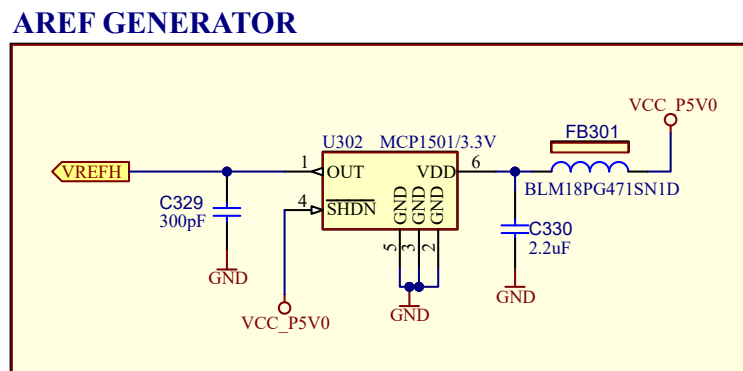 AREF GENERATOR
VCC_P5V0
U302 MCP1501/3.3V
FB301
VREFH
1
OUT
VDD
6
BLM18PG471SN1D
C329
300pF
4
SHDN
GND
GND
GND
5
3
2
C330
2.2uF
GND
GND
GND
VCC_P5V0